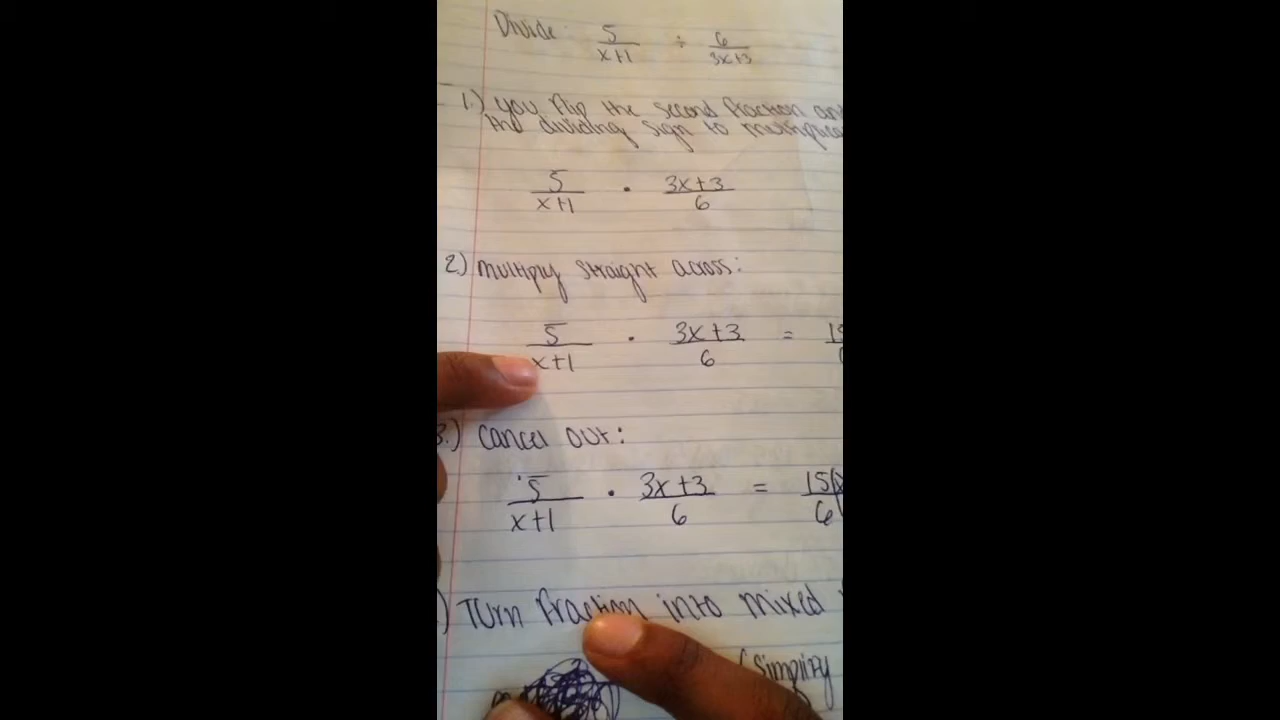 Divide 5/x+1 ÷ 6/3x+3
1.) you flip the second fraction
the dividing sign to
5/x+1 · 3x+3/6
2) multiply straight across:
5/x+1 · 3x+3/6 =
3.) Cancel out:
5/x+1 · 3x+3/6 = 15(/6(
) Turn fraction into mixed
(Simplify